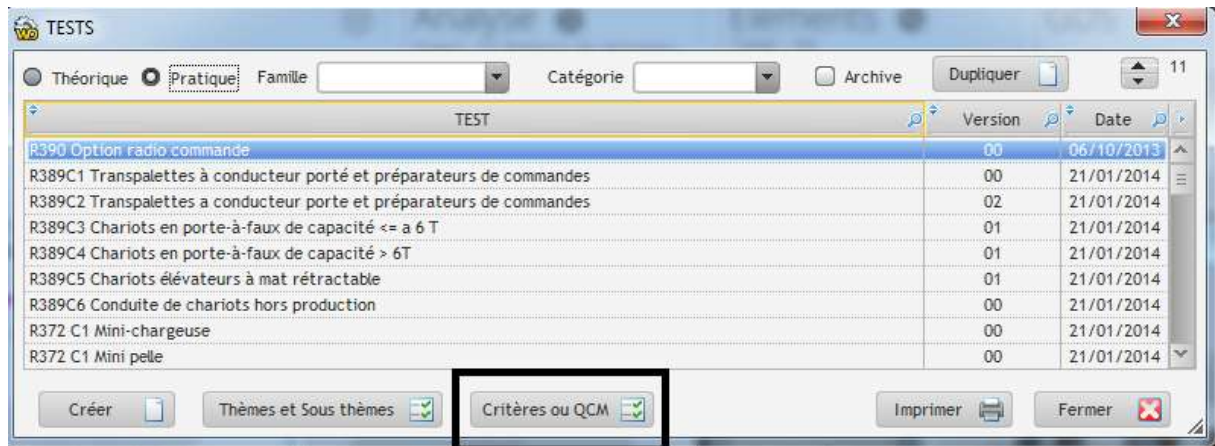 TESTS
Théorique Pratique Famille Catégorie Archive Dupliquer 11
TEST Version Date
R390 Option radio commande 00 06/10/2013
R389C1 Transpalettes à conducteur porté et préparateurs de commandes 00 21/01/2014
R389C2 Transpalettes a conducteur porte et préparateurs de commandes 02 21/01/2014
R389C3 Chariots en porte-à-faux de capacité <= a 6 T 01 21/01/2014
R389C4 Chariots en porte-à-faux de capacité > 6T 01 21/01/2014
R389C5 Chariots élévateurs à mat rétractable 01 21/01/2014
R389C6 Conduite de chariots hors production 00 21/01/2014
R372 C1 Mini-chargeuse 00 21/01/2014
R372 C1 Mini pelle 00 21/01/2014
Créer Thèmes et Sous thèmes Critères ou QCM Imprimer Fermer